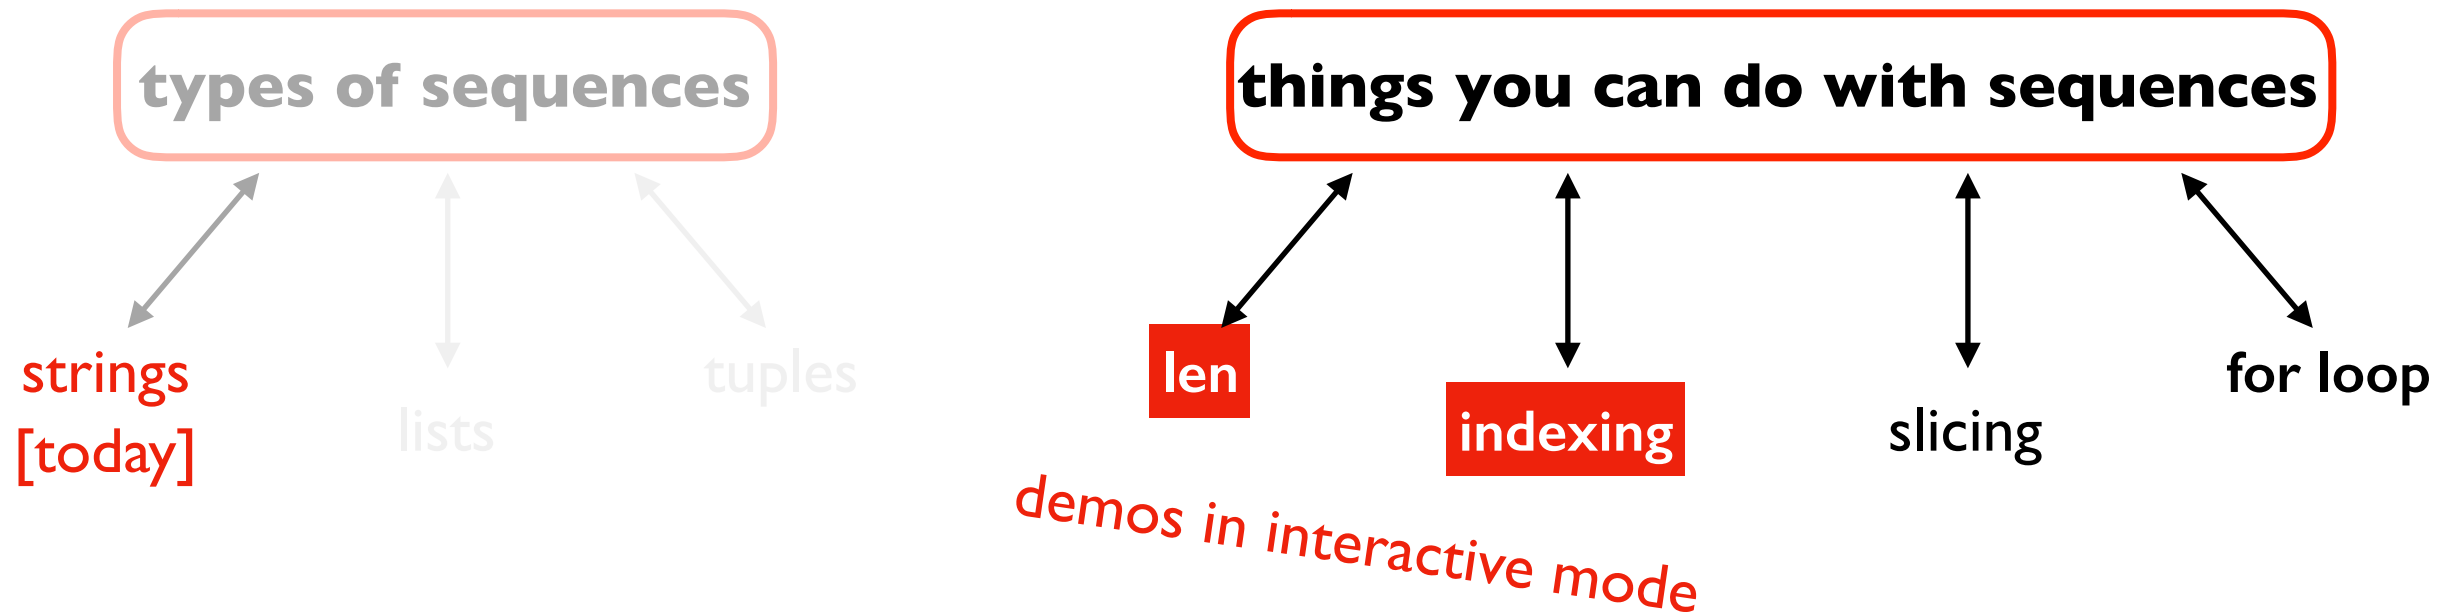 types of sequences
things you can do with sequences
strings
[today]
lists
tuples
len
indexing
slicing
for loop
demos in interactive mode